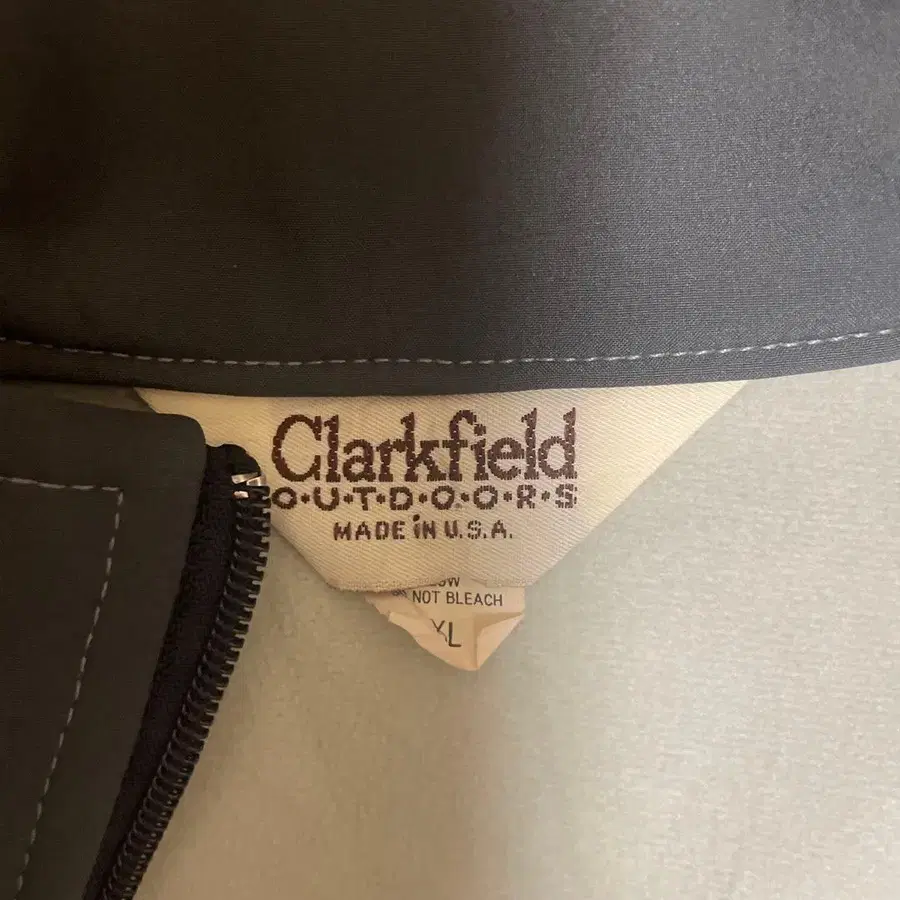 Clarkfield
O·U·T·D·O·O·R·S
MADE IN U.S.A.
NOT BLEACH
XL